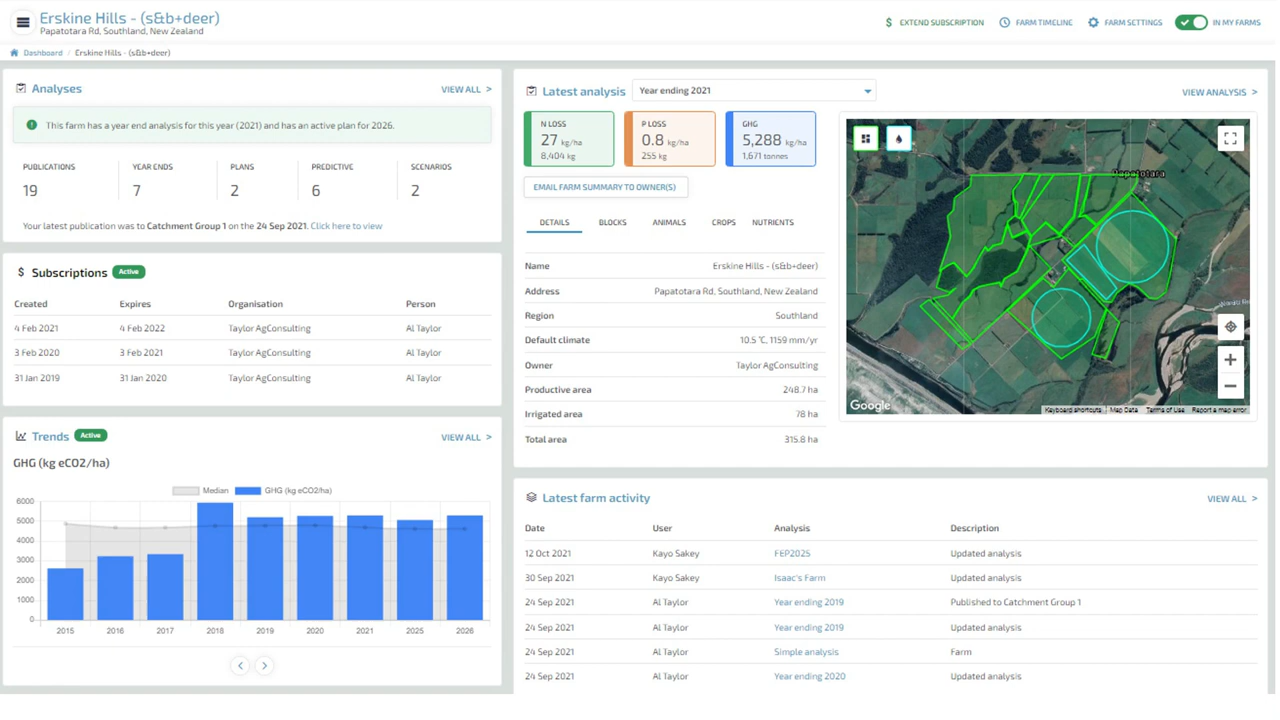 Erskine Hills - (s&b+deer)
Papatotara Rd, Southland, New Zealand
$ EXTEND SUBSCRIPTION
FARM TIMELINE
FARM SETTINGS
IN MY FARMS
Dashboard / Erskine Hills - (s&b+deer)
Analyses
VIEW ALL >
This farm has a year end analysis for this year (2021) and has an active plan for 2026.
PUBLICATIONS YEAR ENDS PLANS PREDICTIVE SCENARIOS
19 7 2 6 2
Your latest publication was to Catchment Group 1 on the 24 Sep 2021. Click here to view
$ Subscriptions Active
Created Expires Organisation Person
4 Feb 2021 4 Feb 2022 Taylor AgConsulting Al Taylor
3 Feb 2020 3 Feb 2021 Taylor AgConsulting Al Taylor
31 Jan 2019 31 Jan 2020 Taylor AgConsulting Al Taylor
Trends Active
VIEW ALL >
GHG (kg eCO2/ha)
Median GHG (kg eCO2/ha)
6000
5000
4000
3000
2000
1000
0
2015 2016 2017 2018 2019 2020 2021 2025 2026
Latest analysis
Year ending 2021
VIEW ANALYSIS >
N LOSS
27 kg/ha
8,404 kg
P LOSS
0.8 kg/ha
255 kg
GHG
5,288 kg/ha
1,671 tonnes
EMAIL FARM SUMMARY TO OWNER(S)
DETAILS BLOCKS ANIMALS CROPS NUTRIENTS
Name Erskine Hills - (s&b+deer)
Address Papatotara Rd, Southland, New Zealand
Region Southland
Default climate 10.5 °C, 1159 mm/yr
Owner Taylor AgConsulting
Productive area 248.7 ha
Irrigated area 78 ha
Total area 315.8 ha
Papatotara
Google
Keyboard shortcuts Map Data Terms of Use Report a map error
Latest farm activity
VIEW ALL >
Date User Analysis Description
12 Oct 2021 Kayo Sakey FEP2025 Updated analysis
30 Sep 2021 Kayo Sakey Isaac's Farm Updated analysis
24 Sep 2021 Al Taylor Year ending 2019 Published to Catchment Group 1
24 Sep 2021 Al Taylor Year ending 2019 Updated analysis
24 Sep 2021 Al Taylor Simple analysis Farm
24 Sep 2021 Al Taylor Year ending 2020 Updated analysis